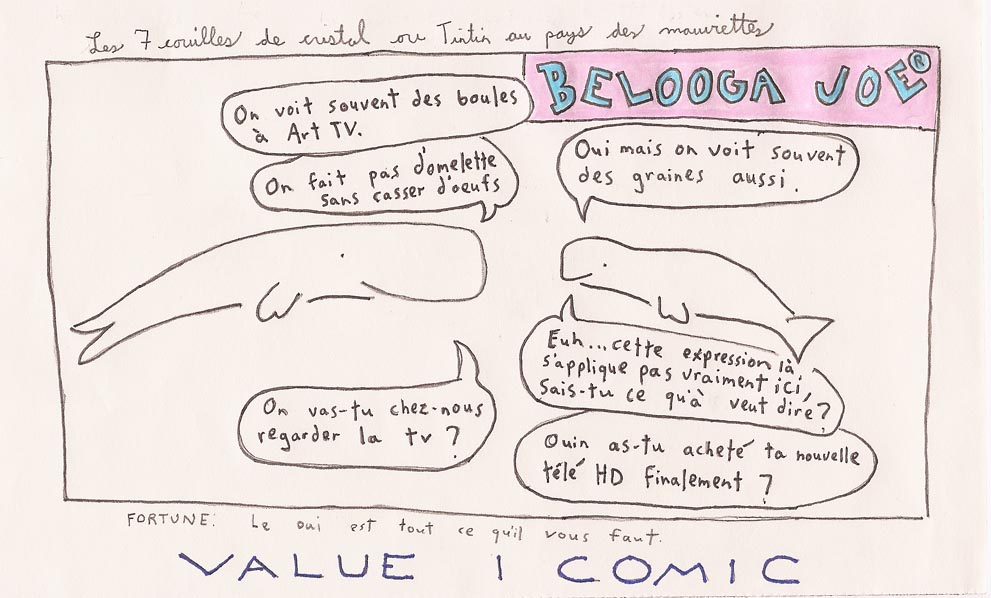 Les 7 couilles de cristal ou Tintin au pays des mauviettes
BELOOGA JOE®
On voit souvent des boules
à Art TV.
Oui mais on voit souvent
des graines aussi.
On fait pas d'omelette
sans casser d'oeufs
Euh...cette expression là
s'applique pas vraiment ici,
Sais-tu ce qu'à veut dire?
On vas-tu chez-nous
regarder la tv ?
Ouin as-tu acheté ta nouvelle
télé HD finalement ?
FORTUNE: Le oui est tout ce qu'il vous faut.
VALUE 1 COMIC